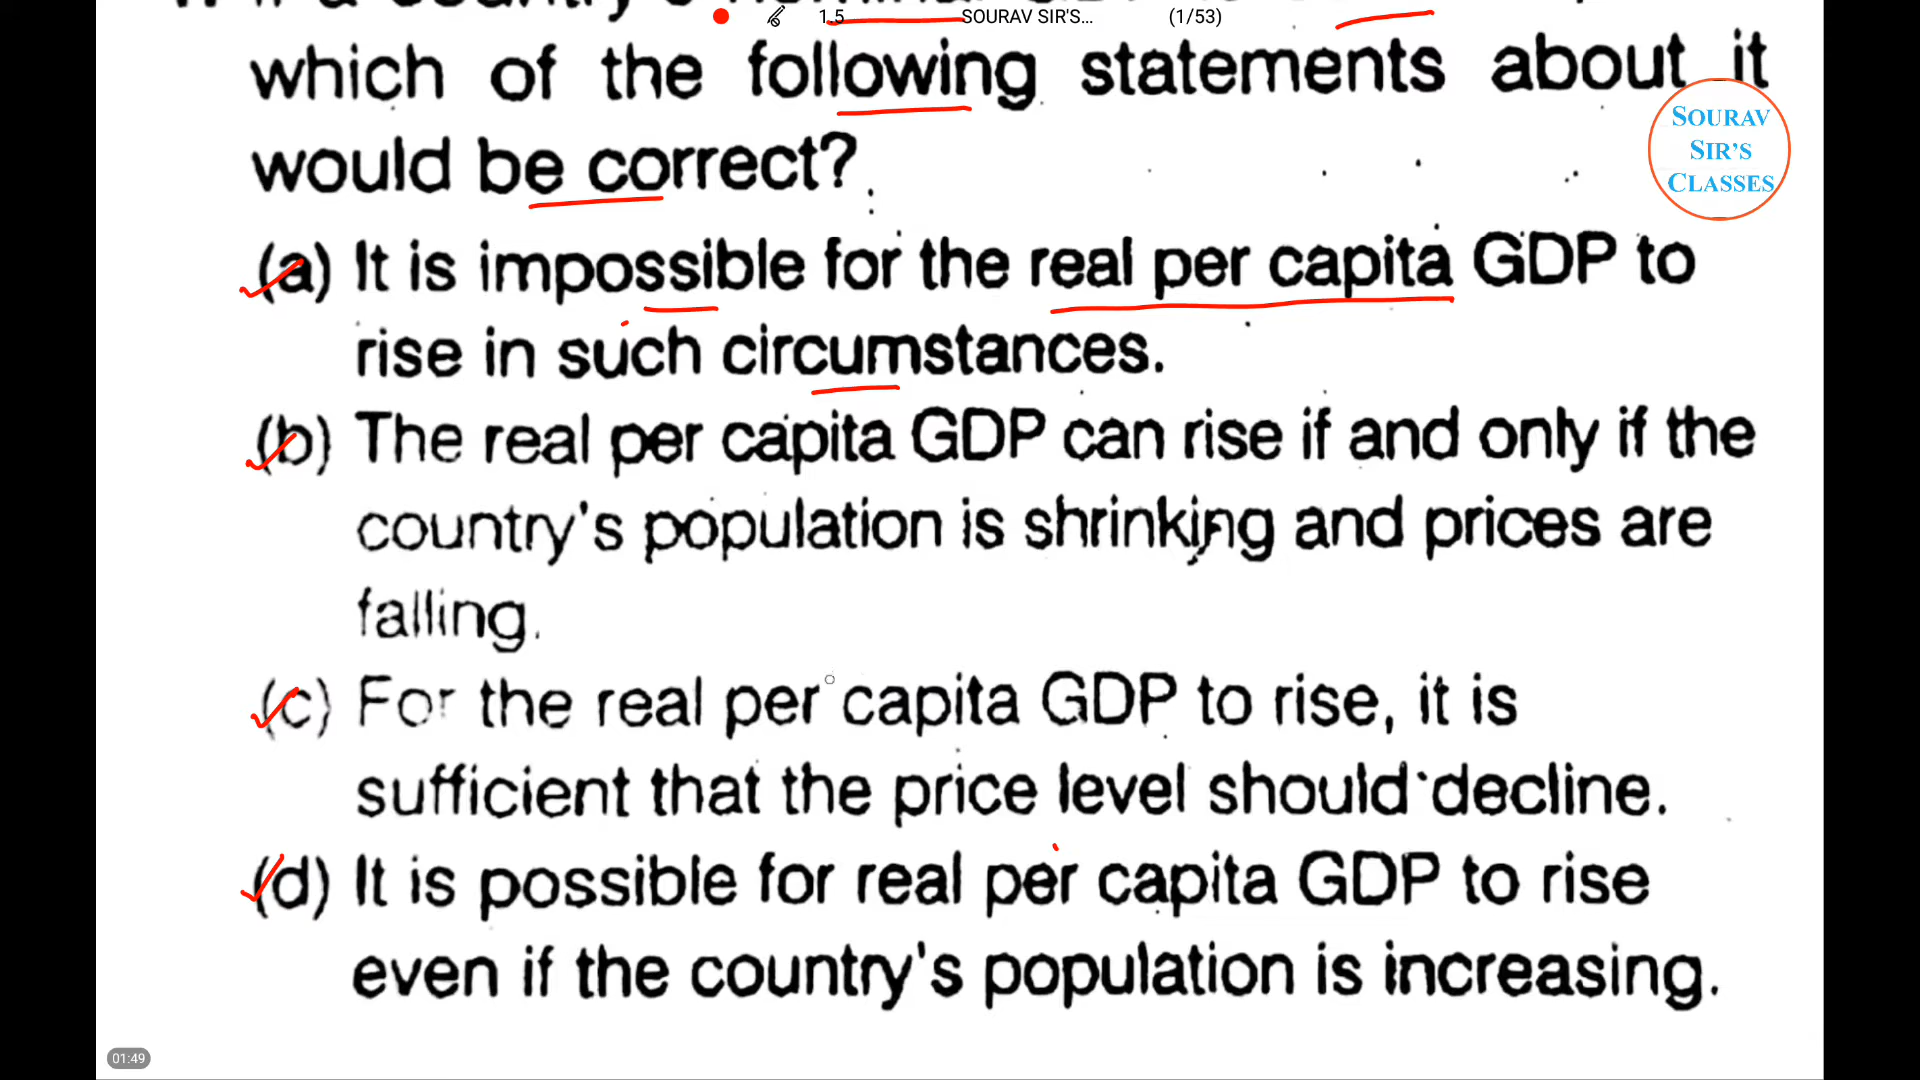 1.5 SOURAV SIR'S... (1/53)
which of the following statements about it
would be correct?
SOURAV
SIR'S
CLASSES
(a) It is impossible for the real per capita GDP to
rise in such circumstances.
(b) The real per capita GDP can rise if and only if the
country's population is shrinking and prices are
falling.
(c) For the real per capita GDP to rise, it is
sufficient that the price level should decline.
(d) It is possible for real per capita GDP to rise
even if the country's population is increasing.
01:49